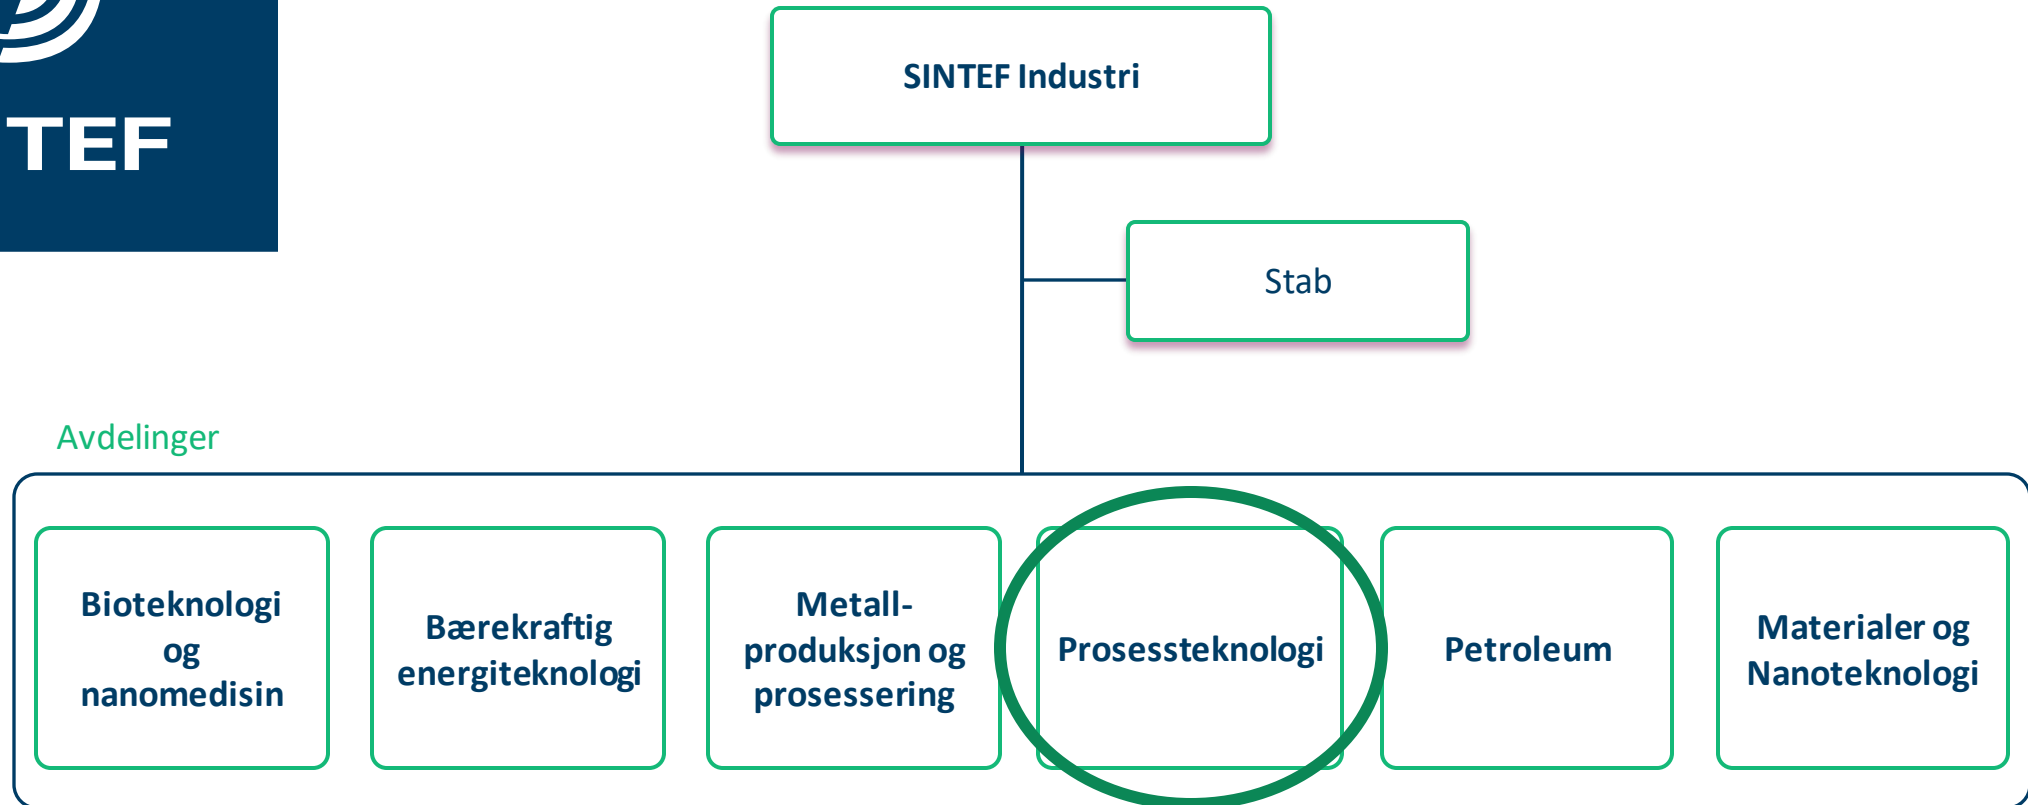 TEF
SINTEF Industri
Stab
Avdelinger
Bioteknologi
og
nanomedisin
Bærekraftig
energiteknologi
Metall-
produksjon og
prosessering
Prosessteknologi
Petroleum
Materialer og
Nanoteknologi